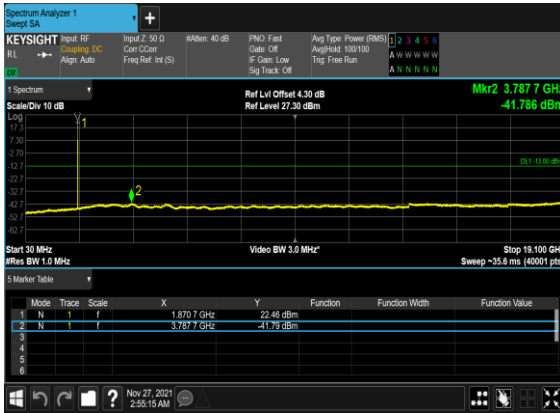 Spectrum Analyzer 1
Swept SA
KEYSIGHT Input: RF Input Z: 50 Ω #Atten: 40 dB PNO: Fast Avg Type: Power (RMS) 1 2 3 4 5 6
RL Coupling: DC Corr CCorr Gate: Off Avg|Hold: 100/100 A W W W W W
Align: Auto Freq Ref: Int (S) IF Gain: Low Trig: Free Run
Sig Track: Off A N N N N N
1 Spectrum Ref Lvl Offset 4.30 dB Mkr2 3.787 7 GHz
Scale/Div 10 dB Ref Level 27.30 dBm -41.786 dBm
Log
17.3
7.30
-2.70
-12.7
-22.7
-32.7
-42.7
-52.7
-62.7
1
2
DL1 -13.00 dBm
Start 30 MHz Video BW 3.0 MHz* Stop 19.100 GHz
#Res BW 1.0 MHz Sweep ~35.6 ms (40001 pts)
5 Marker Table
Mode Trace Scale X Y Function Function Width Function Value
1 N 1 f 1.870 7 GHz 22.46 dBm
2 N 1 f 3.787 7 GHz -41.79 dBm
3
4
5
6
Nov 27, 2021
2:55:15 AM